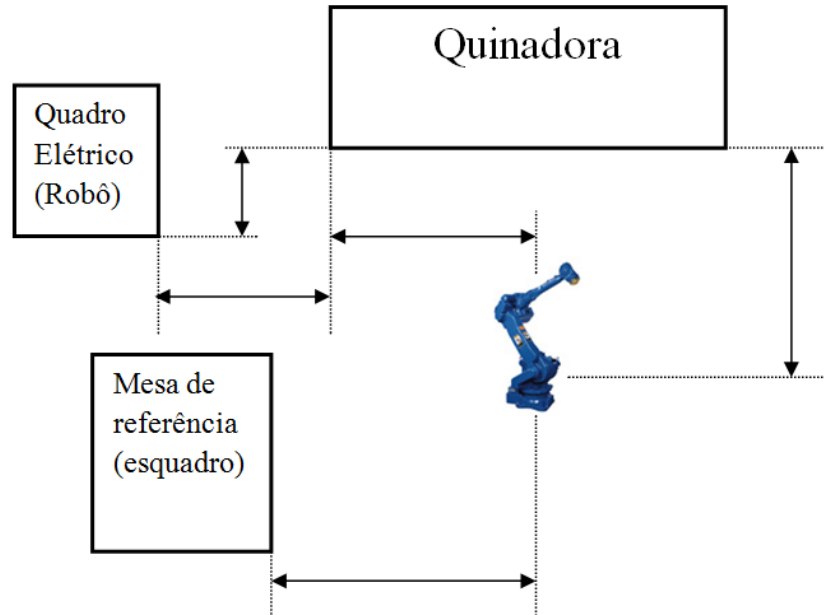 Quinadora
Quadro
Elétrico
(Robô)
Mesa de
referência
(esquadro)